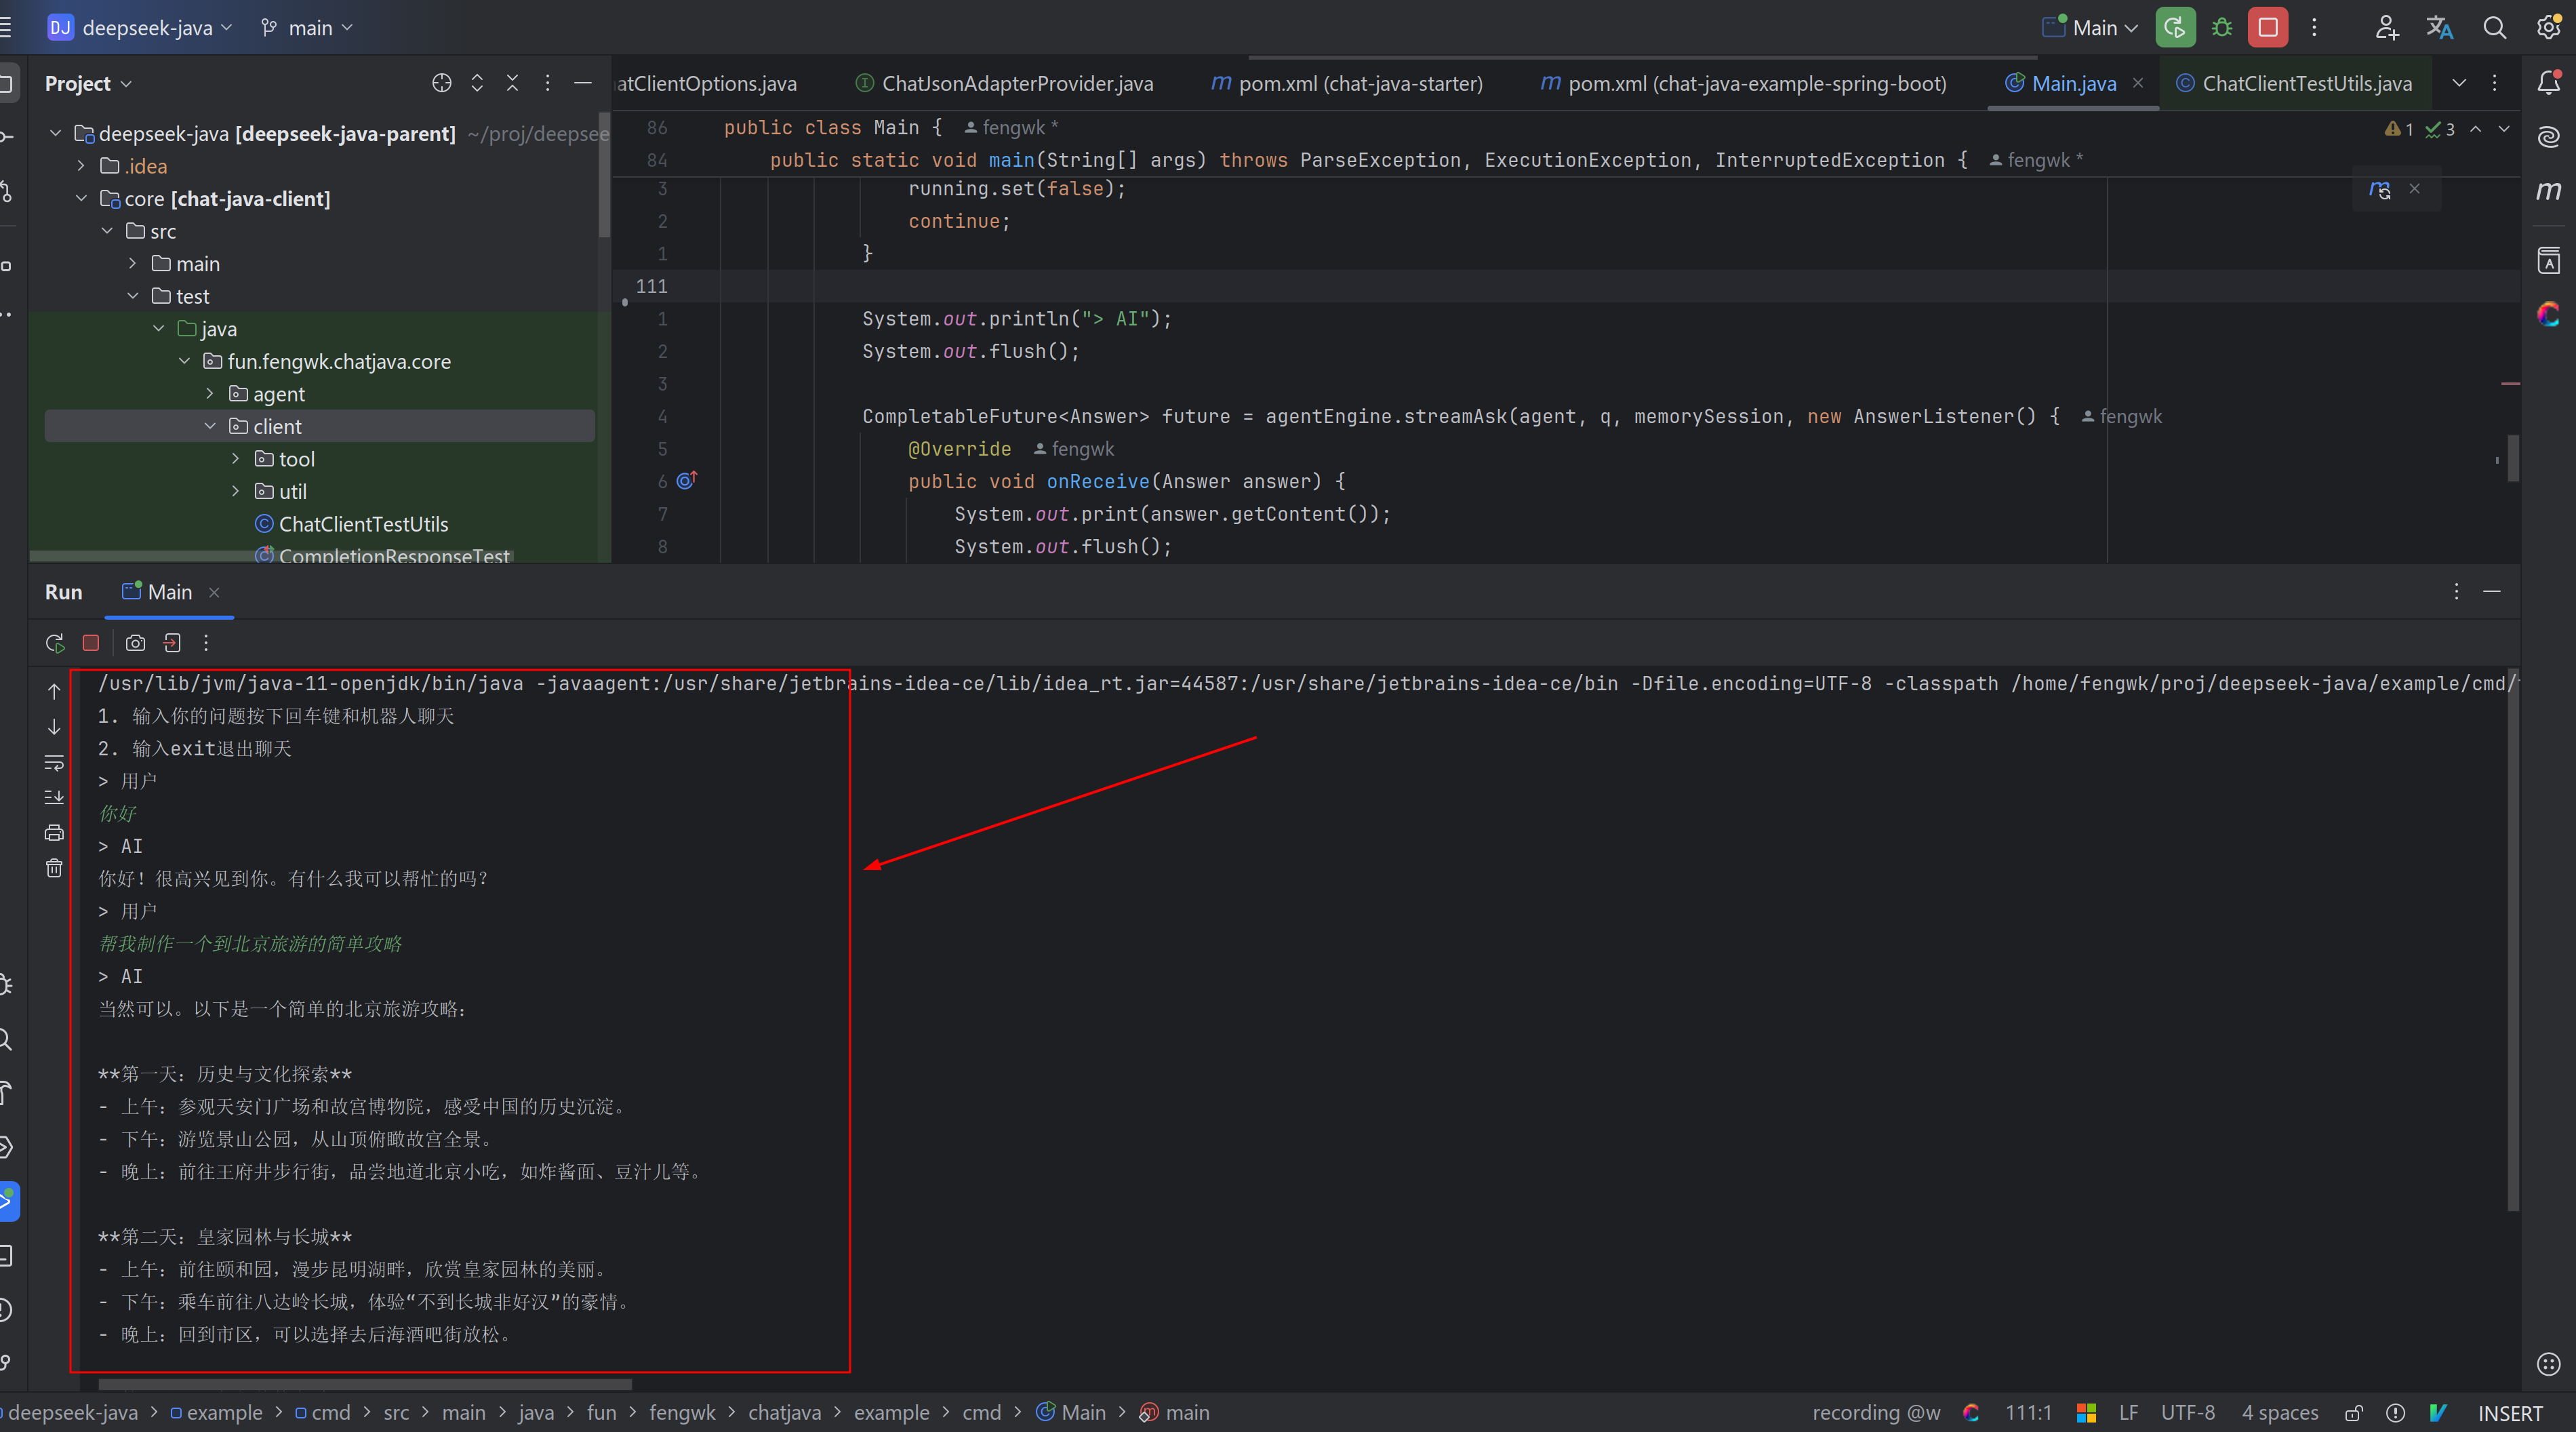 DJ deepseek-java main Main
Project
atClientOptions.java ChatJsonAdapterProvider.java pom.xml (chat-java-starter) pom.xml (chat-java-example-spring-boot) Main.java ChatClientTestUtils.java
deepseek-java [deepseek-java-parent] ~/proj/deepsee
.idea
core [chat-java-client]
src
main
test
java
fun.fengwk.chatjava.core
agent
client
tool
util
ChatClientTestUtils
CompletionResponseTest
1 3
86 public class Main { fengwk *
84 public static void main(String[] args) throws ParseException, ExecutionException, InterruptedException { fengwk *
3 running.set(false);
2 continue;
1 }
111
1 System.out.println("> AI");
2 System.out.flush();
3
4 CompletableFuture<Answer> future = agentEngine.streamAsk(agent, q, memorySession, new AnswerListener() { fengwk
5 @Override fengwk
6 public void onReceive(Answer answer) {
7 System.out.print(answer.getContent());
8 System.out.flush();
Run Main
/usr/lib/jvm/java-11-openjdk/bin/java -javaagent:/usr/share/jetbrains-idea-ce/lib/idea_rt.jar=44587:/usr/share/jetbrains-idea-ce/bin -Dfile.encoding=UTF-8 -classpath /home/fengwk/proj/deepseek-java/example/cmd/
1. 输入你的问题按下回车键和机器人聊天
2. 输入exit退出聊天
> 用户
你好
> AI
你好！很高兴见到你。有什么我可以帮忙的吗？
> 用户
帮我制作一个到北京旅游的简单攻略
> AI
当然可以。以下是一个简单的北京旅游攻略：
**第一天：历史与文化探索**
- 上午：参观天安门广场和故宫博物院，感受中国的历史沉淀。
- 下午：游览景山公园，从山顶俯瞰故宫全景。
- 晚上：前往王府井步行街，品尝地道北京小吃，如炸酱面、豆汁儿等。
**第二天：皇家园林与长城**
- 上午：前往颐和园，漫步昆明湖畔，欣赏皇家园林的美丽。
- 下午：乘车前往八达岭长城，体验“不到长城非好汉”的豪情。
- 晚上：回到市区，可以选择去后海酒吧街放松。
deepseek-java > example > cmd > src > main > java > fun > fengwk > chatjava > example > cmd > Main > main recording @w 111:1 LF UTF-8 4 spaces INSERT